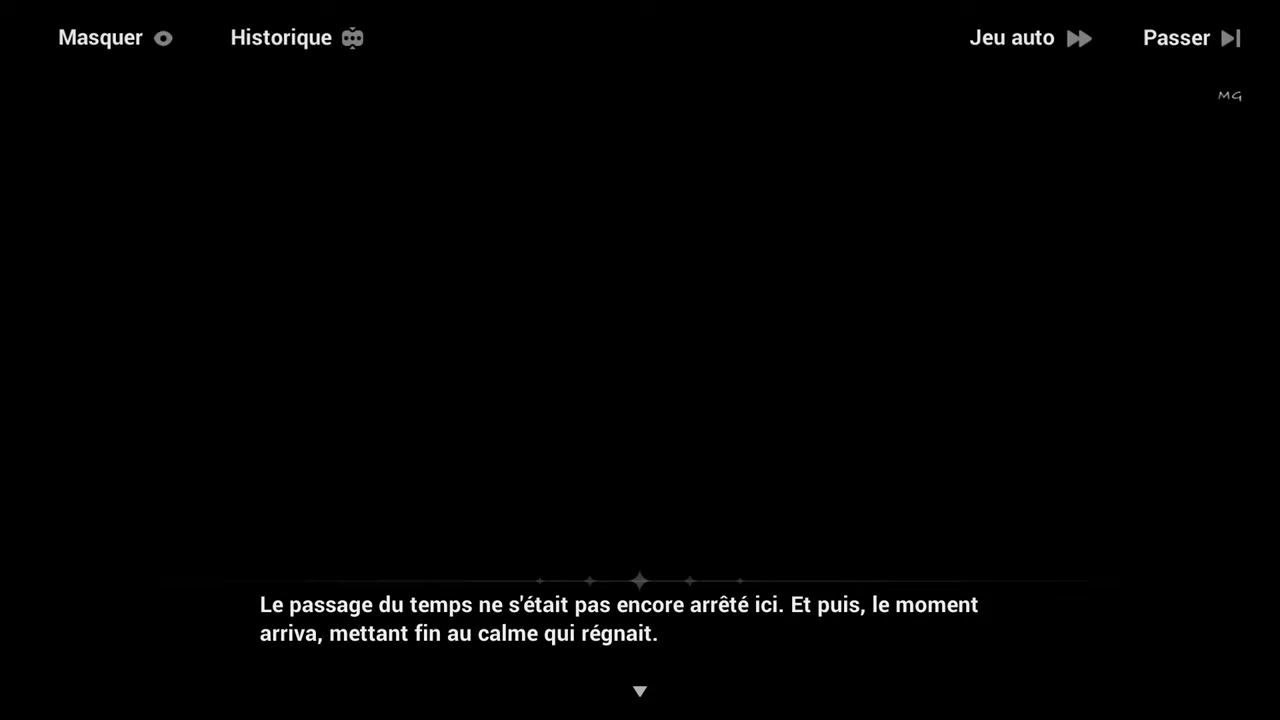 Masquer
Historique
Jeu auto
Passer
MG
Le passage du temps ne s'était pas encore arrêté ici. Et puis, le moment
arriva, mettant fin au calme qui régnait.